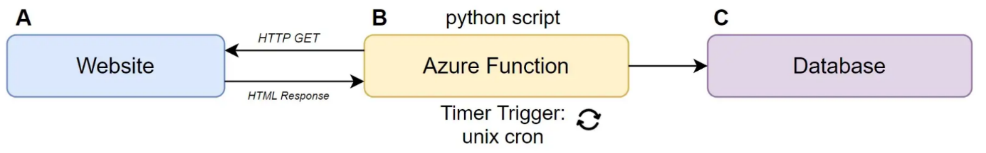 A
B
python script
C
Website
HTTP GET
HTML Response
Azure Function
Database
Timer Trigger:
unix cron